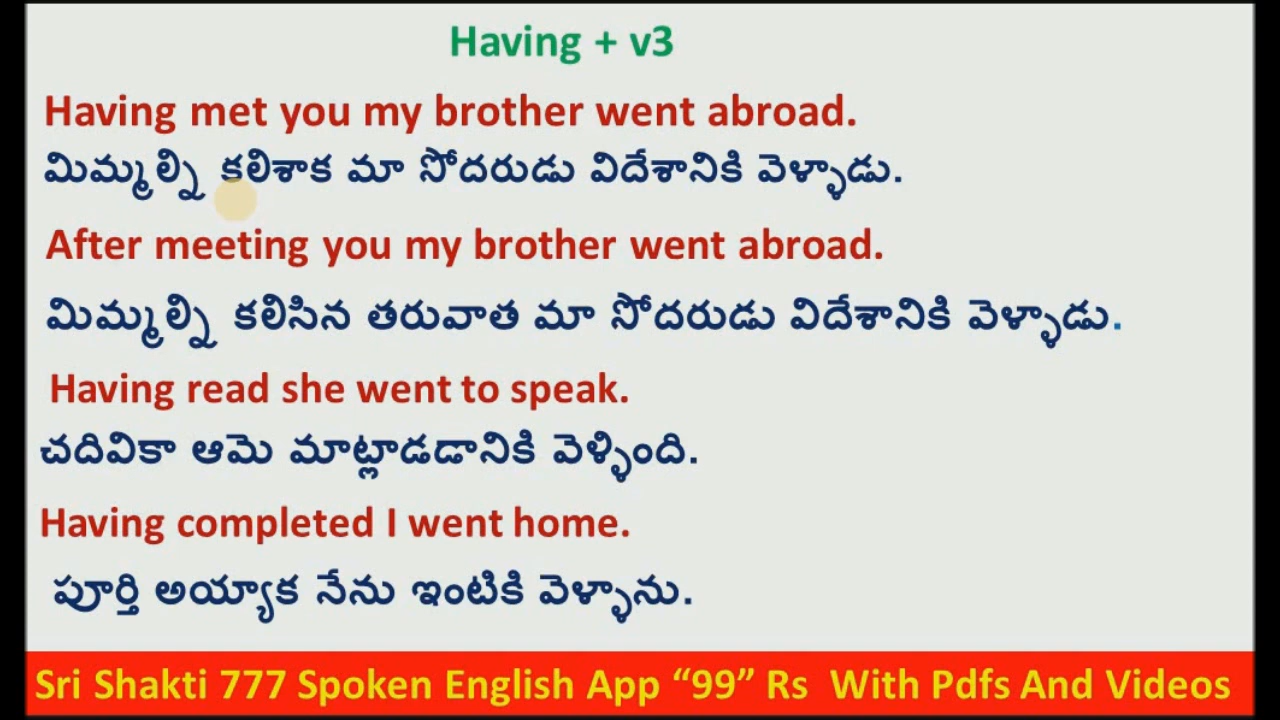 Having + v3
Having met you my brother went abroad.
మిమ్మల్ని కలిశాక మా సోదరుడు విదేశానికి వెళ్ళాడు.
After meeting you my brother went abroad.
మిమ్మల్ని కలిసిన తరువాత మా సోదరుడు విదేశానికి వెళ్ళాడు.
Having read she went to speak.
చదివికా ఆమె మాట్లాడడానికి వెళ్ళింది.
Having completed I went home.
పూర్తి అయ్యాక నేను ఇంటికి వెళ్ళాను.
Sri Shakti 777 Spoken English App “99” Rs With Pdfs And Videos